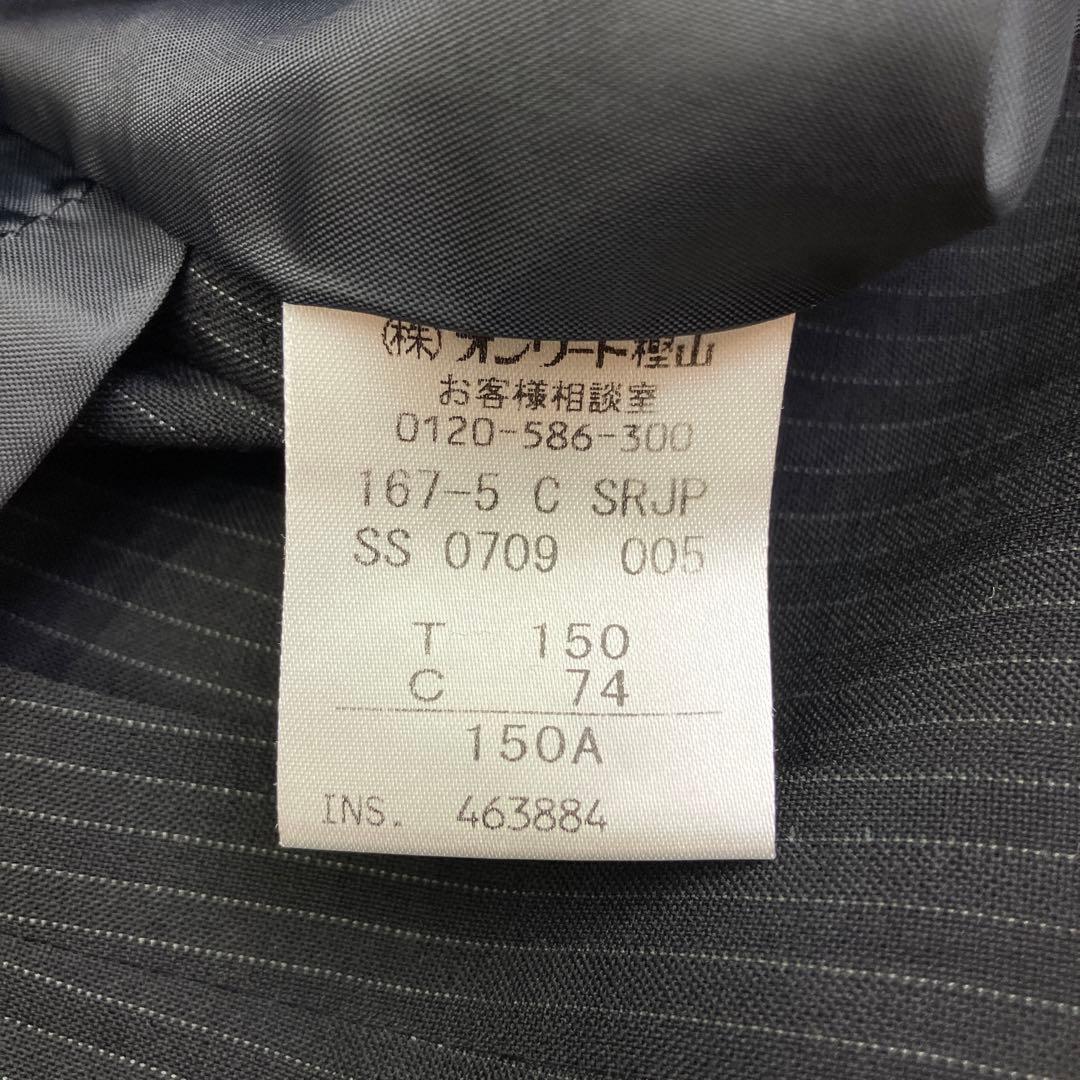 (株)オンワード樫山
お客様相談室
0120-586-300
167-5 C SRJP
SS 0709 005
T 150
C 74
150A
INS. 463884